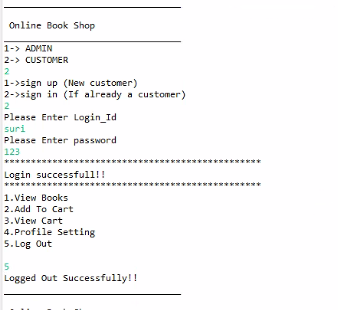 Online Book Shop
1-> ADMIN
2-> CUSTOMER
2
1->sign up (New customer)
2->sign in (If already a customer)
2
Please Enter Login_Id
suri
Please Enter password
123
*************************************************
Login successfull!!
*************************************************
1.View Books
2.Add To Cart
3.View Cart
4.Profile Setting
5.Log Out
5
Logged Out Successfully!!